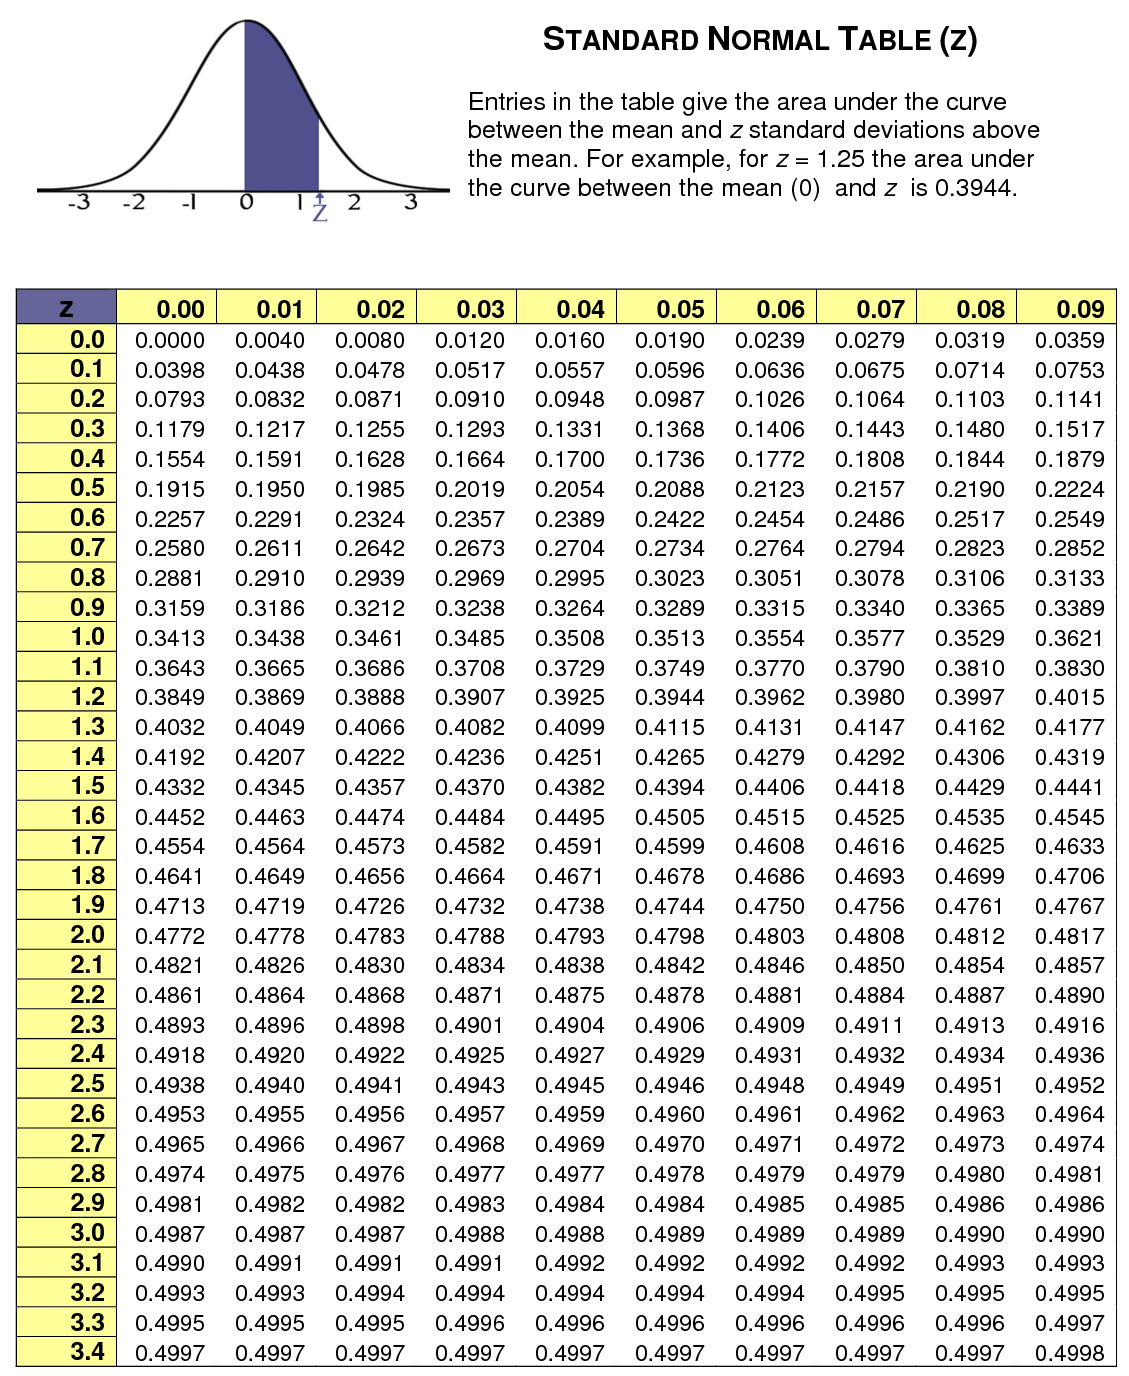 STANDARD NORMAL TABLE (Z)
Entries in the table give the area under the curve
between the mean and z standard deviations above
the mean. For example, for z = 1.25 the area under
the curve between the mean (0) and z is 0.3944.
-3 -2 -1 0 1 2 3
Z
z 0.00 0.01 0.02 0.03 0.04 0.05 0.06 0.07 0.08 0.09
0.0 0.0000 0.0040 0.0080 0.0120 0.0160 0.0190 0.0239 0.0279 0.0319 0.0359
0.1 0.0398 0.0438 0.0478 0.0517 0.0557 0.0596 0.0636 0.0675 0.0714 0.0753
0.2 0.0793 0.0832 0.0871 0.0910 0.0948 0.0987 0.1026 0.1064 0.1103 0.1141
0.3 0.1179 0.1217 0.1255 0.1293 0.1331 0.1368 0.1406 0.1443 0.1480 0.1517
0.4 0.1554 0.1591 0.1628 0.1664 0.1700 0.1736 0.1772 0.1808 0.1844 0.1879
0.5 0.1915 0.1950 0.1985 0.2019 0.2054 0.2088 0.2123 0.2157 0.2190 0.2224
0.6 0.2257 0.2291 0.2324 0.2357 0.2389 0.2422 0.2454 0.2486 0.2517 0.2549
0.7 0.2580 0.2611 0.2642 0.2673 0.2704 0.2734 0.2764 0.2794 0.2823 0.2852
0.8 0.2881 0.2910 0.2939 0.2969 0.2995 0.3023 0.3051 0.3078 0.3106 0.3133
0.9 0.3159 0.3186 0.3212 0.3238 0.3264 0.3289 0.3315 0.3340 0.3365 0.3389
1.0 0.3413 0.3438 0.3461 0.3485 0.3508 0.3513 0.3554 0.3577 0.3529 0.3621
1.1 0.3643 0.3665 0.3686 0.3708 0.3729 0.3749 0.3770 0.3790 0.3810 0.3830
1.2 0.3849 0.3869 0.3888 0.3907 0.3925 0.3944 0.3962 0.3980 0.3997 0.4015
1.3 0.4032 0.4049 0.4066 0.4082 0.4099 0.4115 0.4131 0.4147 0.4162 0.4177
1.4 0.4192 0.4207 0.4222 0.4236 0.4251 0.4265 0.4279 0.4292 0.4306 0.4319
1.5 0.4332 0.4345 0.4357 0.4370 0.4382 0.4394 0.4406 0.4418 0.4429 0.4441
1.6 0.4452 0.4463 0.4474 0.4484 0.4495 0.4505 0.4515 0.4525 0.4535 0.4545
1.7 0.4554 0.4564 0.4573 0.4582 0.4591 0.4599 0.4608 0.4616 0.4625 0.4633
1.8 0.4641 0.4649 0.4656 0.4664 0.4671 0.4678 0.4686 0.4693 0.4699 0.4706
1.9 0.4713 0.4719 0.4726 0.4732 0.4738 0.4744 0.4750 0.4756 0.4761 0.4767
2.0 0.4772 0.4778 0.4783 0.4788 0.4793 0.4798 0.4803 0.4808 0.4812 0.4817
2.1 0.4821 0.4826 0.4830 0.4834 0.4838 0.4842 0.4846 0.4850 0.4854 0.4857
2.2 0.4861 0.4864 0.4868 0.4871 0.4875 0.4878 0.4881 0.4884 0.4887 0.4890
2.3 0.4893 0.4896 0.4898 0.4901 0.4904 0.4906 0.4909 0.4911 0.4913 0.4916
2.4 0.4918 0.4920 0.4922 0.4925 0.4927 0.4929 0.4931 0.4932 0.4934 0.4936
2.5 0.4938 0.4940 0.4941 0.4943 0.4945 0.4946 0.4948 0.4949 0.4951 0.4952
2.6 0.4953 0.4955 0.4956 0.4957 0.4959 0.4960 0.4961 0.4962 0.4963 0.4964
2.7 0.4965 0.4966 0.4967 0.4968 0.4969 0.4970 0.4971 0.4972 0.4973 0.4974
2.8 0.4974 0.4975 0.4976 0.4977 0.4977 0.4978 0.4979 0.4979 0.4980 0.4981
2.9 0.4981 0.4982 0.4982 0.4983 0.4984 0.4984 0.4985 0.4985 0.4986 0.4986
3.0 0.4987 0.4987 0.4987 0.4988 0.4988 0.4989 0.4989 0.4989 0.4990 0.4990
3.1 0.4990 0.4991 0.4991 0.4991 0.4992 0.4992 0.4992 0.4992 0.4993 0.4993
3.2 0.4993 0.4993 0.4994 0.4994 0.4994 0.4994 0.4994 0.4995 0.4995 0.4995
3.3 0.4995 0.4995 0.4995 0.4996 0.4996 0.4996 0.4996 0.4996 0.4996 0.4997
3.4 0.4997 0.4997 0.4997 0.4997 0.4997 0.4997 0.4997 0.4997 0.4997 0.4998